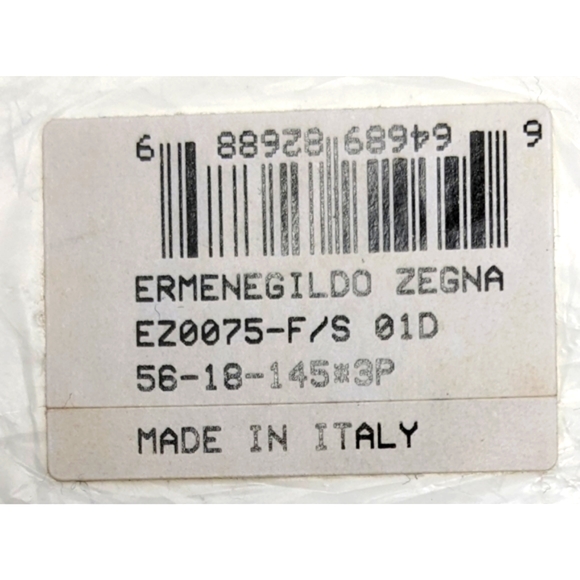 6 64689 82688 9
ERMENEGILDO ZEGNA
EZ0075-F/S 01D
56-18-145*3P
MADE IN ITALY